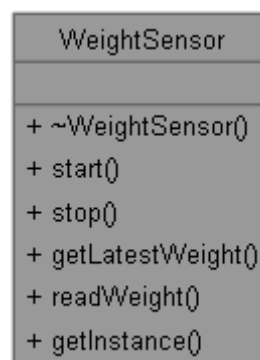 WeightSensor
+ ~WeightSensor()
+ start()
+ stop()
+ getLatestWeight()
+ readWeight()
+ getInstance()